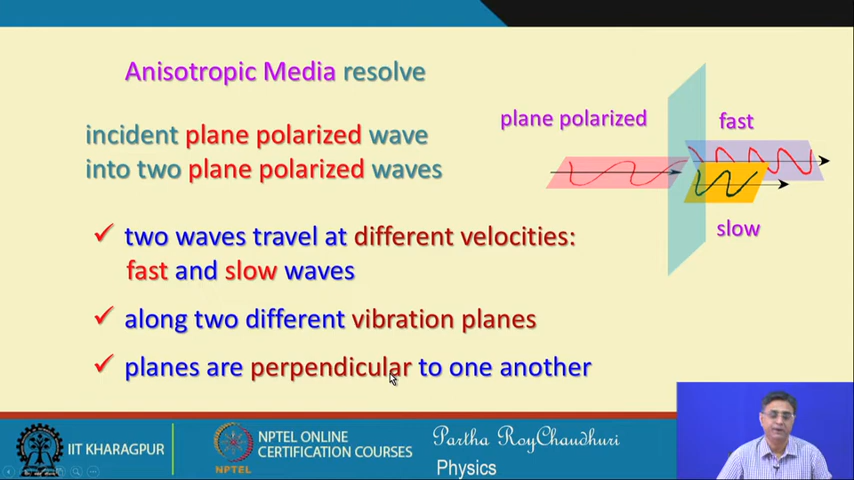 Anisotropic Media resolve
incident plane polarized wave
into two plane polarized waves
plane polarized
fast
slow
✓ two waves travel at different velocities:
fast and slow waves
✓ along two different vibration planes
✓ planes are perpendicular to one another
IIT KHARAGPUR
NPTEL
NPTEL ONLINE
CERTIFICATION COURSES
Partha RoyChaudhuri
Physics